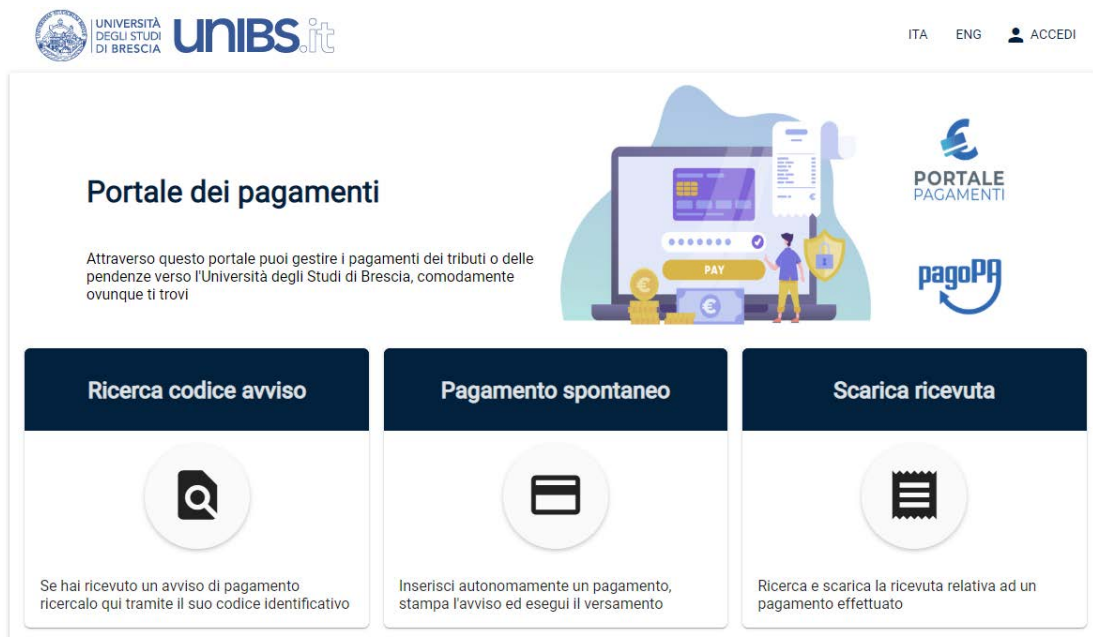 UNIVERSITÀ
DEGLI STUDI
DI BRESCIA
UNIBS.it
ITA ENG ACCEDI
Portale dei pagamenti
Attraverso questo portale puoi gestire i pagamenti dei tributi o delle
pendenze verso l'Università degli Studi di Brescia, comodamente
ovunque ti trovi
PAY
PORTALE
PAGAMENTI
pagoPA
Ricerca codice avviso
Se hai ricevuto un avviso di pagamento
ricercalo qui tramite il suo codice identificativo
Pagamento spontaneo
Inserisci autonomamente un pagamento,
stampa l'avviso ed esegui il versamento
Scarica ricevuta
Ricerca e scarica la ricevuta relativa ad un
pagamento effettuato